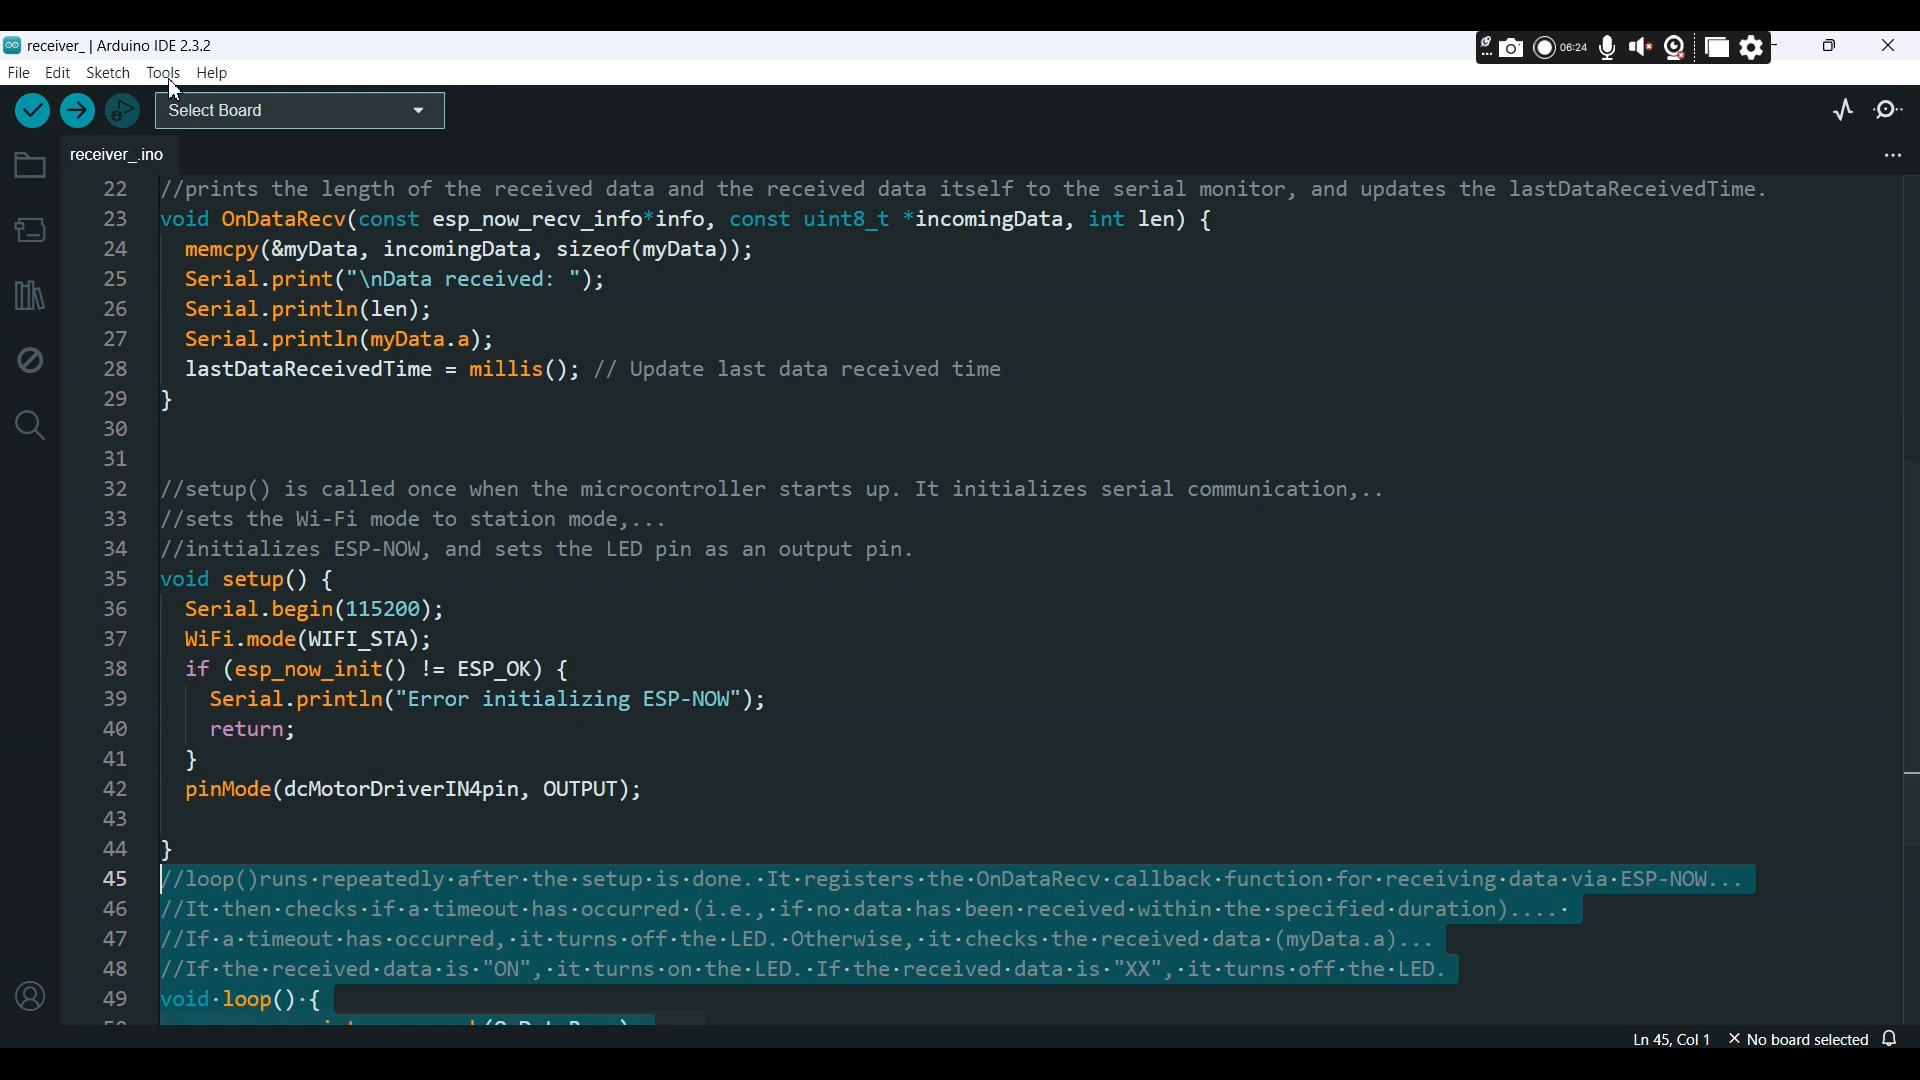 receiver_ | Arduino IDE 2.3.2
06:24
File Edit Sketch Tools Help
Select Board
receiver_.ino
22 //prints the length of the received data and the received data itself to the serial monitor, and updates the lastDataReceivedTime.
23 void OnDataRecv(const esp_now_recv_info*info, const uint8_t *incomingData, int len) {
24 memcpy(&myData, incomingData, sizeof(myData));
25 Serial.print("\nData received: ");
26 Serial.println(len);
27 Serial.println(myData.a);
28 lastDataReceivedTime = millis(); // Update last data received time
29 }
30
31
32 //setup() is called once when the microcontroller starts up. It initializes serial communication,..
33 //sets the Wi-Fi mode to station mode,...
34 //initializes ESP-NOW, and sets the LED pin as an output pin.
35 void setup() {
36 Serial.begin(115200);
37 WiFi.mode(WIFI_STA);
38 if (esp_now_init() != ESP_OK) {
39 Serial.println("Error initializing ESP-NOW");
40 return;
41 }
42 pinMode(dcMotorDriverIN4pin, OUTPUT);
43
44 }
45 //loop()runs·repeatedly·after·the·setup·is·done.·It·registers·the·OnDataRecv·callback·function·for·receiving·data·via·ESP-NOW...
46 //It·then·checks·if·a·timeout·has·occurred·(i.e.,·if·no·data·has·been·received·within·the·specified·duration)....·
47 //If·a·timeout·has·occurred,·it·turns·off·the·LED.·Otherwise,·it·checks·the·received·data·(myData.a)...
48 //If·the·received·data·is·"ON",·it·turns·on·the·LED.·If·the·received·data·is·"XX",·it·turns·off·the·LED.
49 void·loop()·{
Ln 45, Col 1 × No board selected